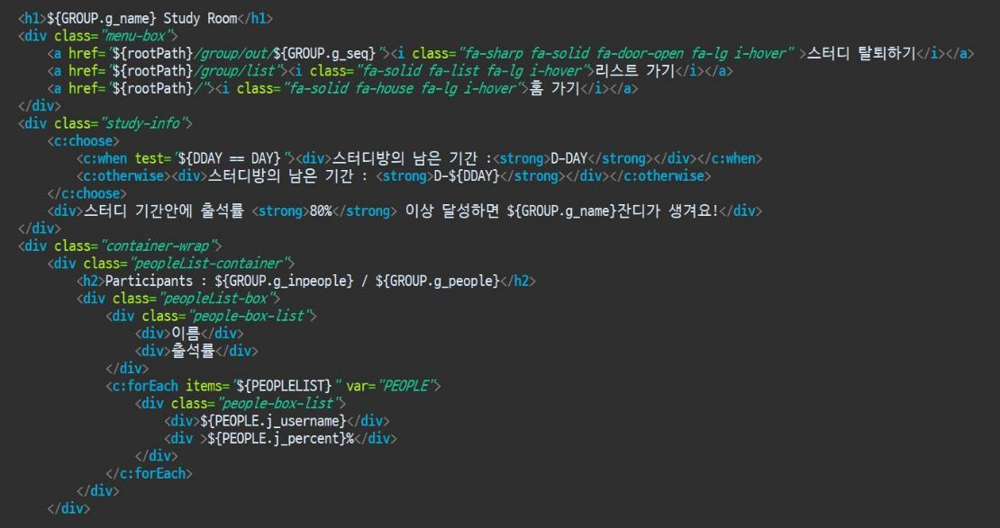 <h1>${GROUP.g_name} Study Room</h1>
<div class="menu-box">
    <a href="${rootPath}/group/out/${GROUP.g_seq}"><i class="fa-sharp fa-solid fa-door-open fa-lg i-hover" >스터디 탈퇴하기</i></a>
    <a href="${rootPath}/group/list"><i class="fa-solid fa-list fa-lg i-hover">리스트 가기</i></a>
    <a href="${rootPath}/"><i class="fa-solid fa-house fa-lg i-hover">홈 가기</i></a>
</div>
<div class="study-info">
    <c:choose>
        <c:when test="${DDAY == DAY}"><div>스터디방의 남은 기간 :<strong>D-DAY</strong></div></c:when>
        <c:otherwise><div>스터디방의 남은 기간 : <strong>D-${DDAY}</strong></div></c:otherwise>
    </c:choose>
    <div>스터디 기간안에 출석률 <strong>80%</strong> 이상 달성하면 ${GROUP.g_name}잔디가 생겨요!</div>
</div>
<div class="container-wrap">
    <div class="peopleList-container">
        <h2>Participants : ${GROUP.g_inpeople} / ${GROUP.g_people}</h2>
        <div class="peopleList-box">
            <div class="people-box-list">
                <div>이름</div>
                <div>출석률</div>
            </div>
            <c:forEach items="${PEOPLELIST}" var="PEOPLE">
                <div class="people-box-list">
                    <div>${PEOPLE.j_username}</div>
                    <div >${PEOPLE.j_percent}%</div>
                </div>
            </c:forEach>
        </div>
    </div>